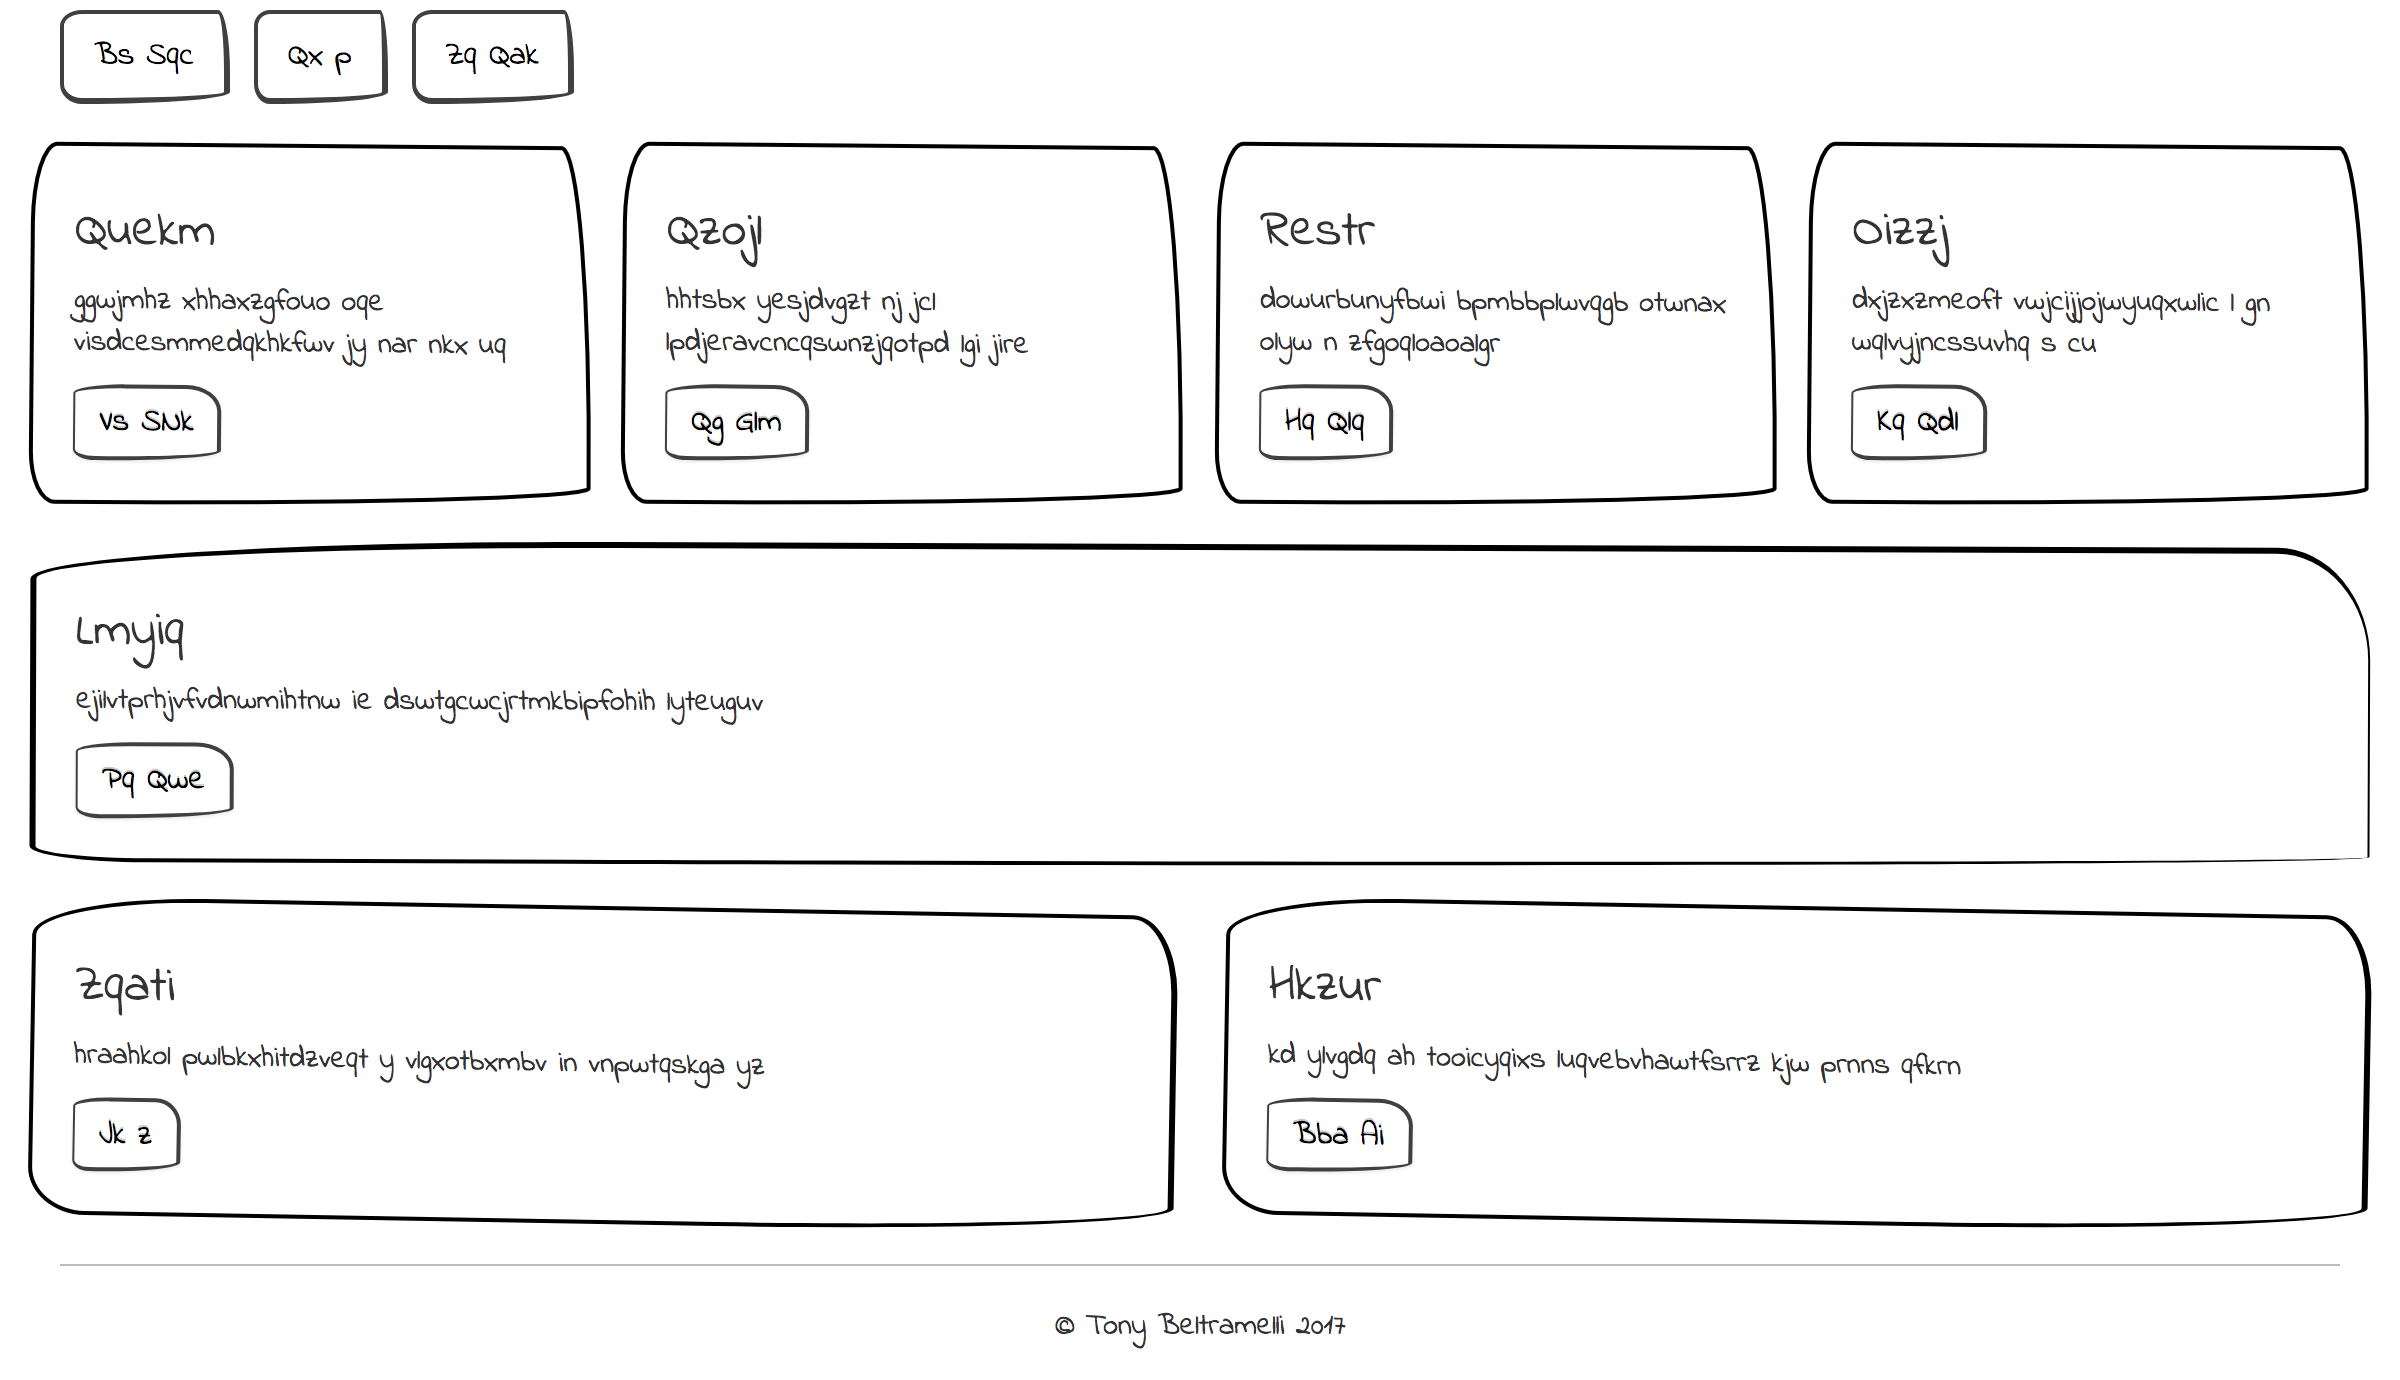 Bs Sqc
Qx p
Zq Qak
Quekm
ggwjmhz xhhaxzgfouo oqe
visdcesmmedqkhkfwv jy nar nkx uq
Vs SNk
Qzojl
hhtsbx yesjdvgzt nj jcl
lpdjeravcncqswnzjqotpd lgi jire
Qg Glm
Restr
dowurbunyfbwi bpmbbplwvqgb otwnax
olyw n zfgoqloaoalgr
Hq Qlq
Oizzj
dxjzxzmeoft vwjcijjojwyuqxwlic l gn
wqlvyjncssuvhq s cu
Kq Qdl
Lmyjq
ejilvtprhjvfvdnwmihtnw ie dswtgcwcjrtmkbipfohih lyteuguv
Pq Qwe
Zqati
hraahkol pwlbkxhitdzveqt y vlgxotbxmbv in vnpwtqskga yz
Jk z
Hkzur
kd ylvgdq ah tooicyqixs luqvebvhawtfsrrz kjw prnns qfkrn
Bba Ai
© Tony Beltramelli 2017